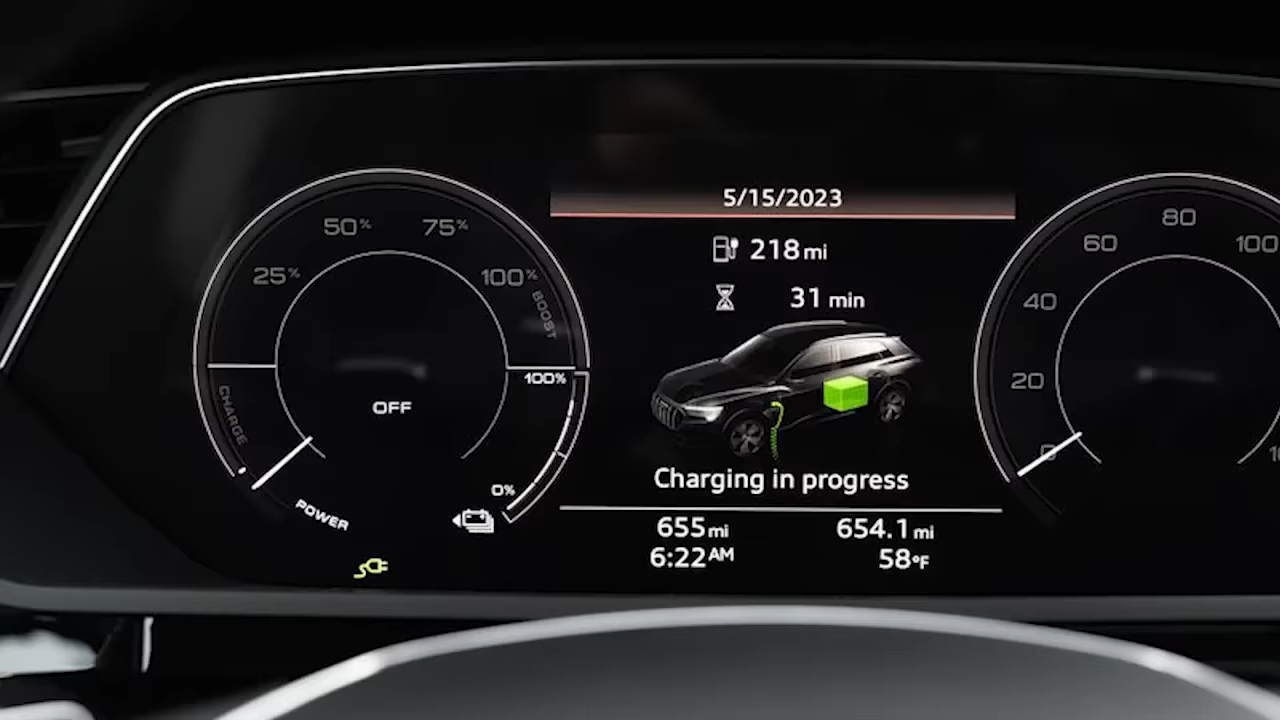 5/15/2023
218 mi
31 min
Charging in progress
655 mi 654.1 mi
6:22 AM 58°F
50% 75%
25% 100%
BOOST
100%
CHARGE
OFF
0%
POWER
80
60 100
40
20
0